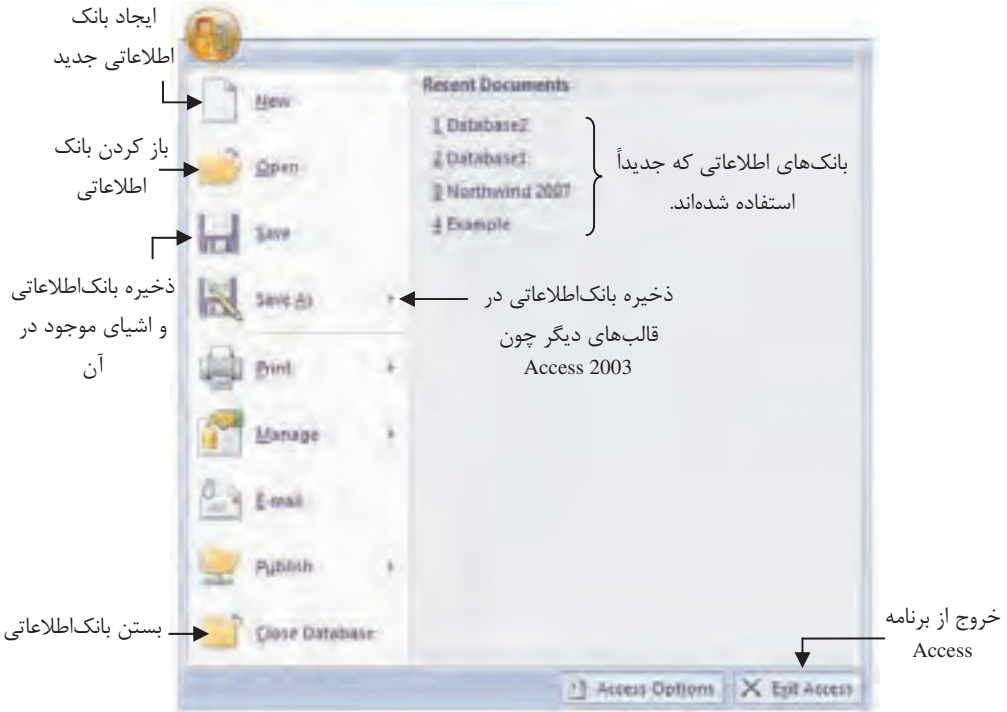 ایجاد بانک
اطلاعاتی جدید
باز کردن بانک
اطلاعاتی
ذخیره بانک‌اطلاعاتی
و اشیای موجود در
آن
بستن بانک‌اطلاعاتی
New
Open
Save
Save As
Print
Manage
E-mail
Publish
Close Database
Recent Documents
1 Database2
2 Database1
3 Northwind 2007
4 Example
بانک‌های اطلاعاتی که جدیداً
استفاده شده‌اند.
ذخیره بانک‌اطلاعاتی در
قالب‌های دیگر چون
Access 2003
خروج از برنامه
Access
Access Options
Exit Access